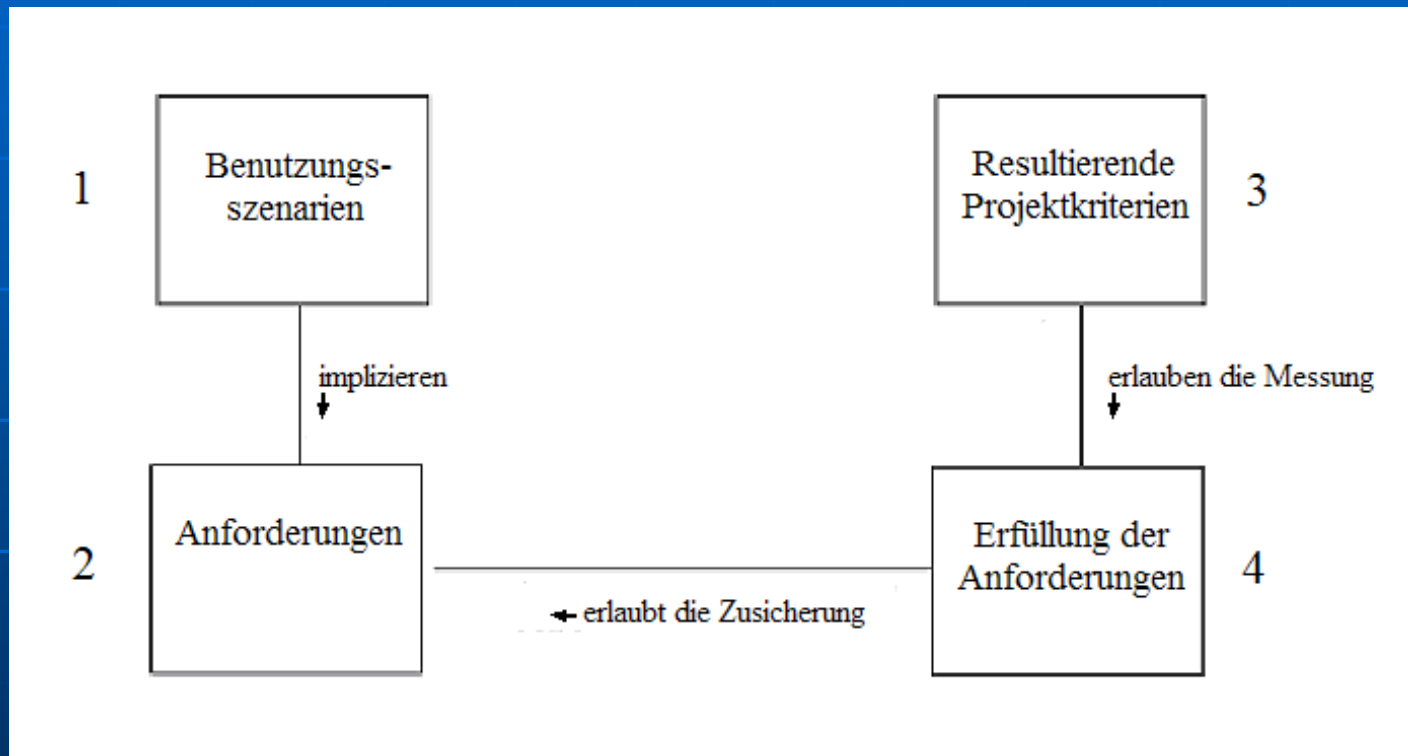 1
Benutzungs-
szenarien
Resultierende
Projektkriterien
3
implizieren
erlauben die Messung
2
Anforderungen
Erfüllung der
Anforderungen
4
erlaubt die Zusicherung